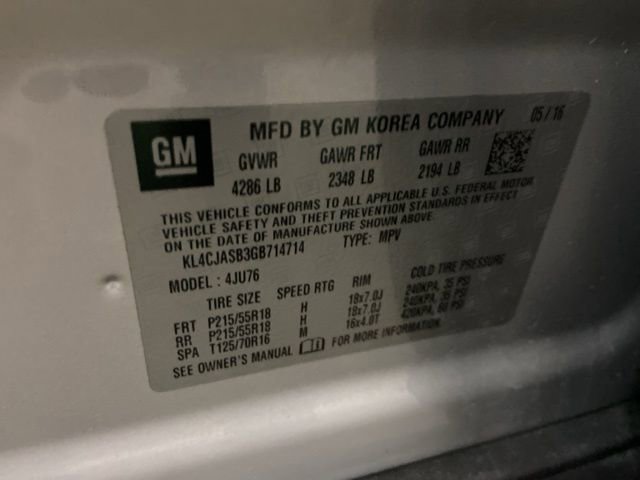 GM
MFD BY GM KOREA COMPANY 05/16
GVWR GAWR FRT GAWR RR
4286 LB 2348 LB 2194 LB
THIS VEHICLE CONFORMS TO ALL APPLICABLE U.S. FEDERAL MOTOR
VEHICLE SAFETY AND THEFT PREVENTION STANDARDS IN EFFECT
ON THE DATE OF MANUFACTURE SHOWN ABOVE.
KL4CJASB3GB714714 TYPE: MPV
MODEL: 4JU76
TIRE SIZE SPEED RTG RIM COLD TIRE PRESSURE
FRT P215/55R18 H 18x7.0J 240KPA, 35 PSI
RR P215/55R18 H 18x7.0J 240KPA, 35 PSI
SPA T125/70R16 M 16x4.0T 420KPA, 60 PSI
SEE OWNER'S MANUAL FOR MORE INFORMATION